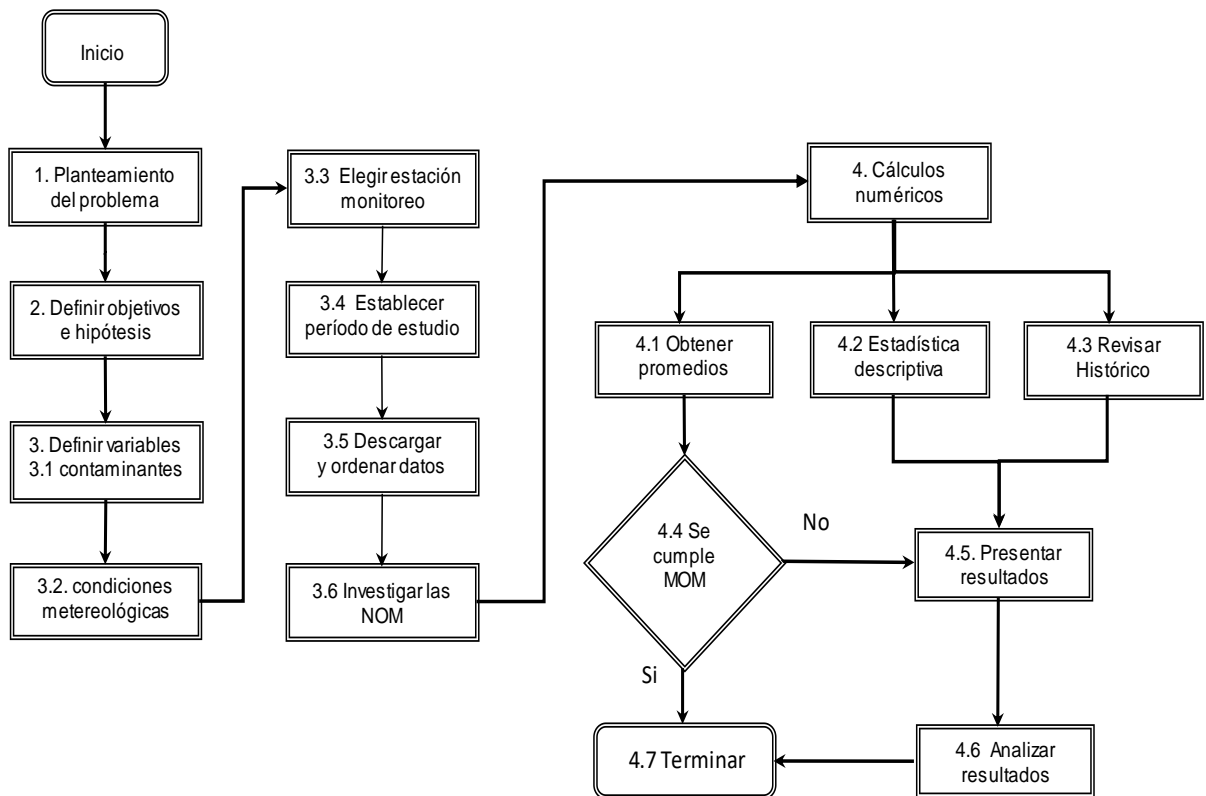 Inicio
1. Planteamiento
del problema
2. Definir objetivos
e hipótesis
3. Definir variables
3.1 contaminantes
3.2. condiciones
metereológicas
3.3 Elegir estación
monitoreo
3.4 Establecer
período de estudio
3.5 Descargar
y ordenar datos
3.6 Investigar las
NOM
4. Cálculos
numéricos
4.1 Obtener
promedios
4.2 Estadística
descriptiva
4.3 Revisar
Histórico
4.4 Se
cumple
MOM
No
Si
4.5. Presentar
resultados
4.6 Analizar
resultados
4.7 Terminar